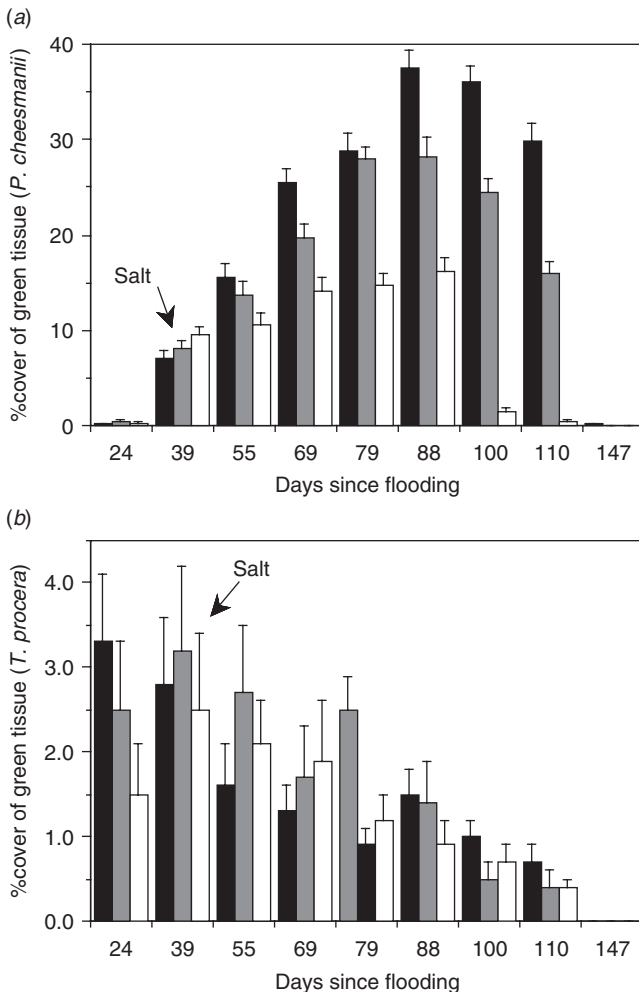 (a)
%cover of green tissue (P. cheesmanii)
40
30
20
10
0
Salt
24 39 55 69 79 88 100 110 147
Days since flooding
(b)
%cover of green tissue (T. procera)
4.0
3.0
2.0
1.0
0.0
Salt
24 39 55 69 79 88 100 110 147
Days since flooding